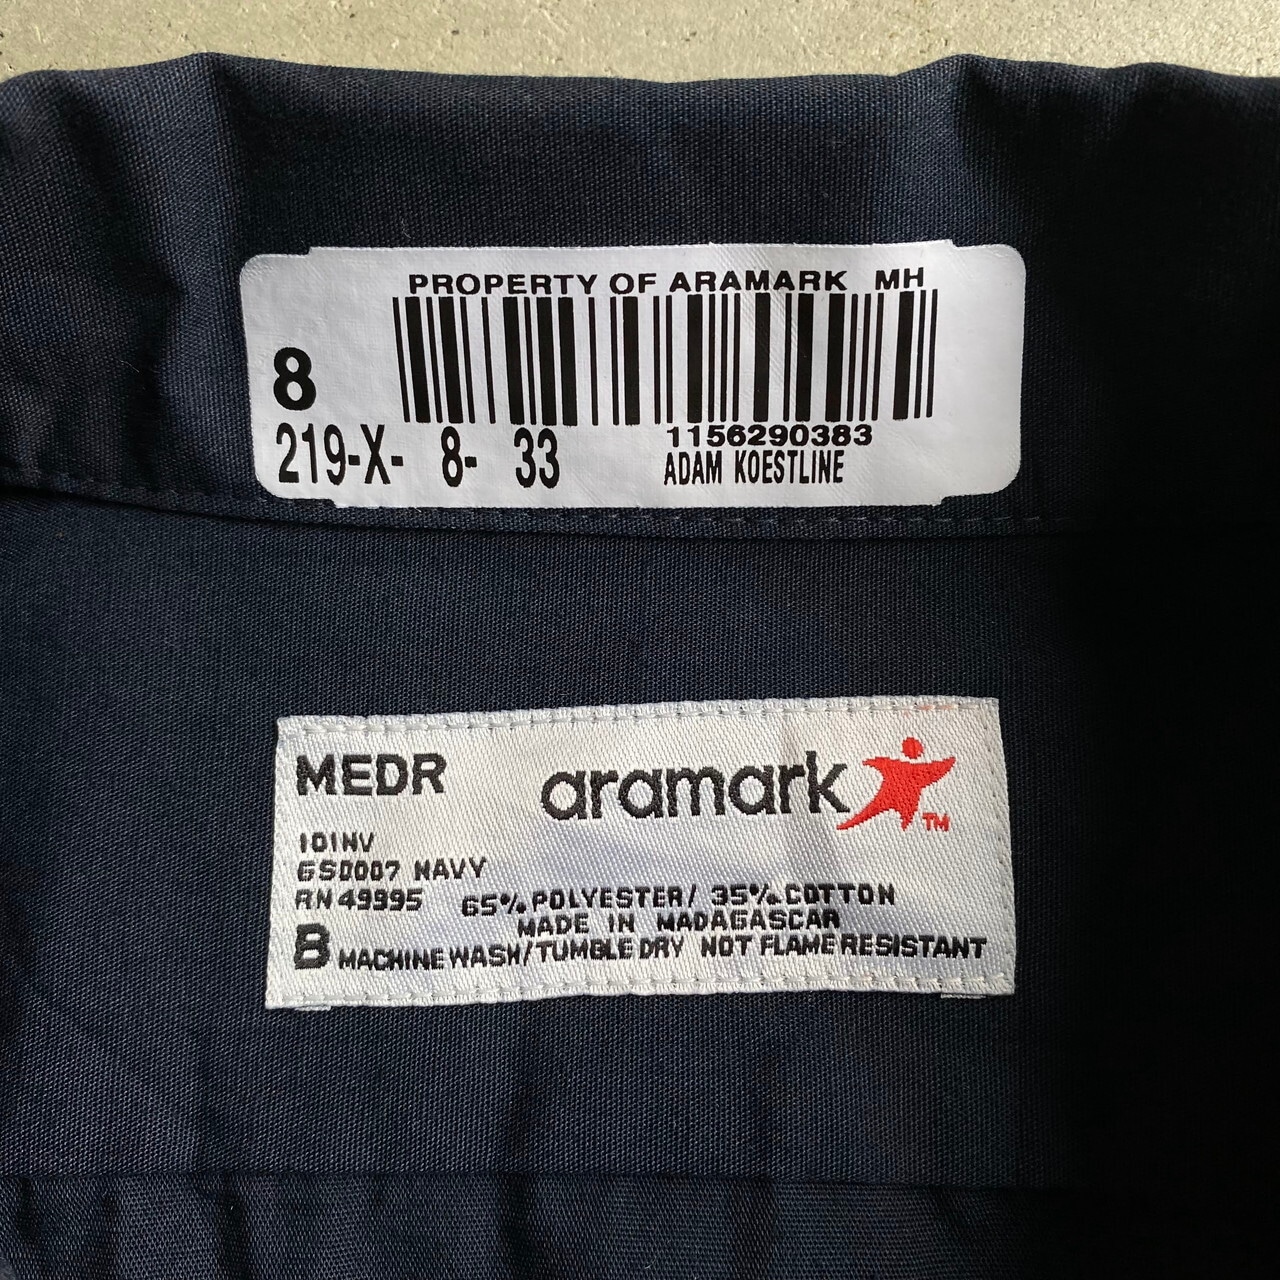 PROPERTY OF ARAMARK MH
8
219-X- 8- 33
1156290383
ADAM KOESTLINE
MEDR
aramark TM
101NV
GS0007 NAVY
RN 49995 65% POLYESTER/ 35% COTTON
MADE IN MADAGASCAR
B MACHINE WASH/TUMBLE DRY NOT FLAME RESISTANT